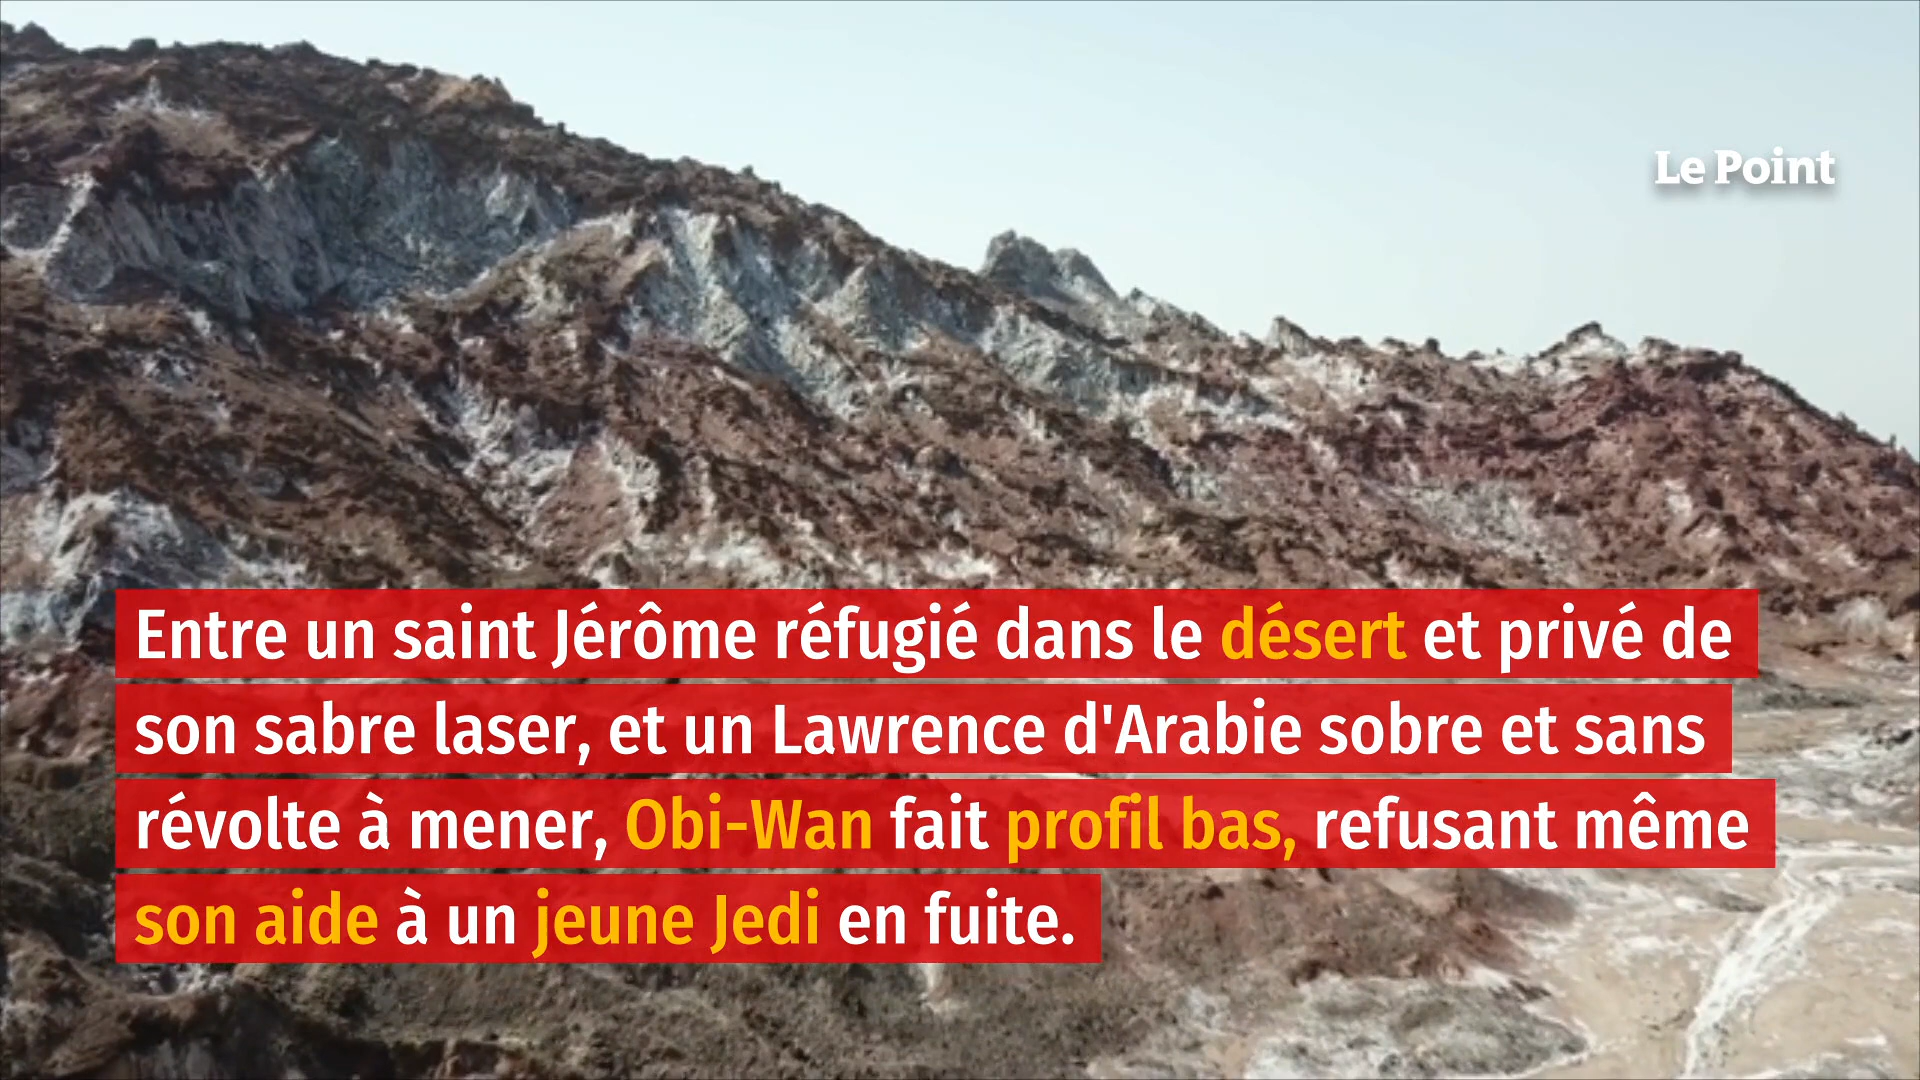 Le Point
Entre un saint Jérôme réfugié dans le désert et privé de
son sabre laser, et un Lawrence d'Arabie sobre et sans
révolte à mener, Obi-Wan fait profil bas, refusant même
son aide à un jeune Jedi en fuite.